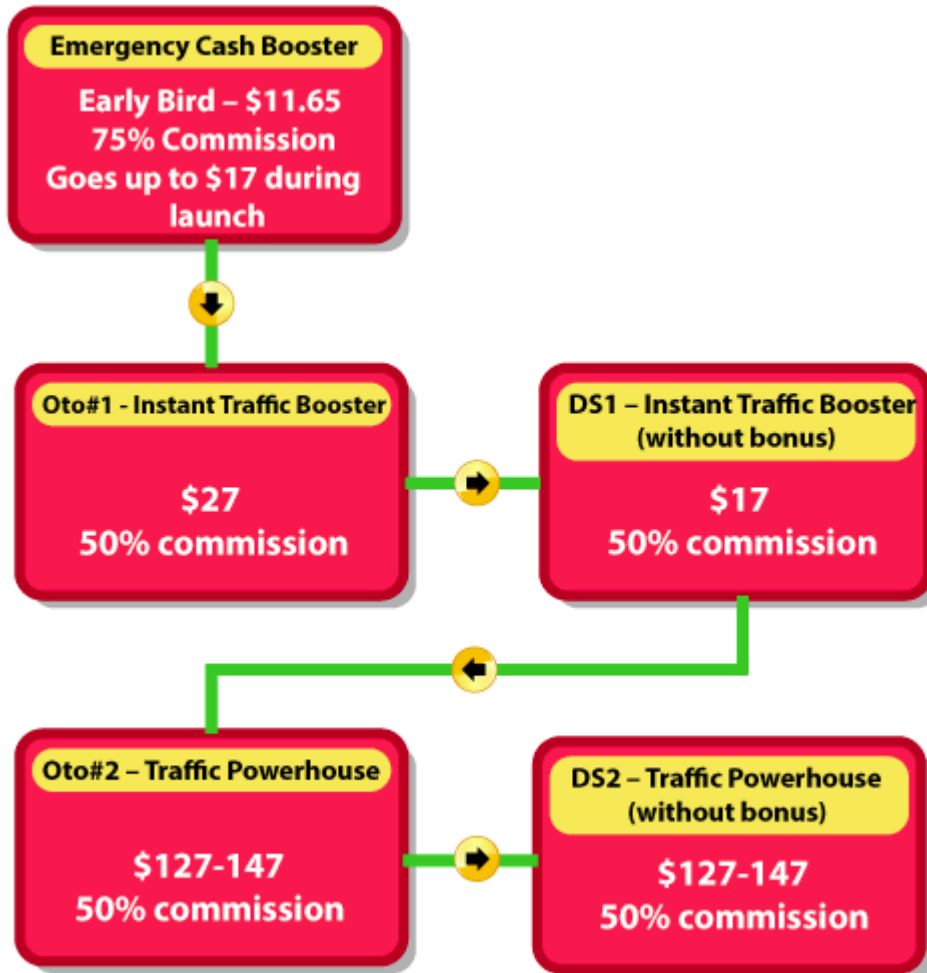 Emergency Cash Booster
Early Bird – $11.65
75% Commission
Goes up to $17 during
launch
Oto#1 - Instant Traffic Booster
$27
50% commission
DS1 – Instant Traffic Booster
(without bonus)
$17
50% commission
Oto#2 – Traffic Powerhouse
$127-147
50% commission
DS2 – Traffic Powerhouse
(without bonus)
$127-147
50% commission